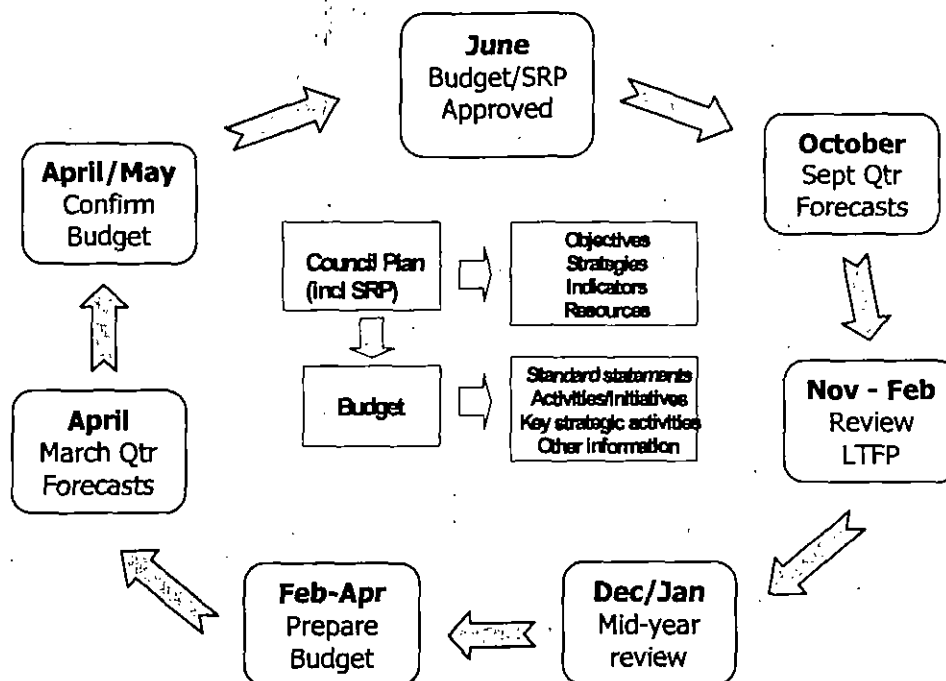 June
Budget/SRP
Approved
October
Sept Qtr
Forecasts
Nov - Feb
Review
LTFP
Dec/Jan
Mid-year
review
Feb-Apr
Prepare
Budget
April
March Qtr
Forecasts
April/May
Confirm
Budget
Council Plan
(incl SRP)
Objectives
Strategies
Indicators
Resources
Budget
Standard statements
Activities/Initiatives
Key strategic activities
Other information